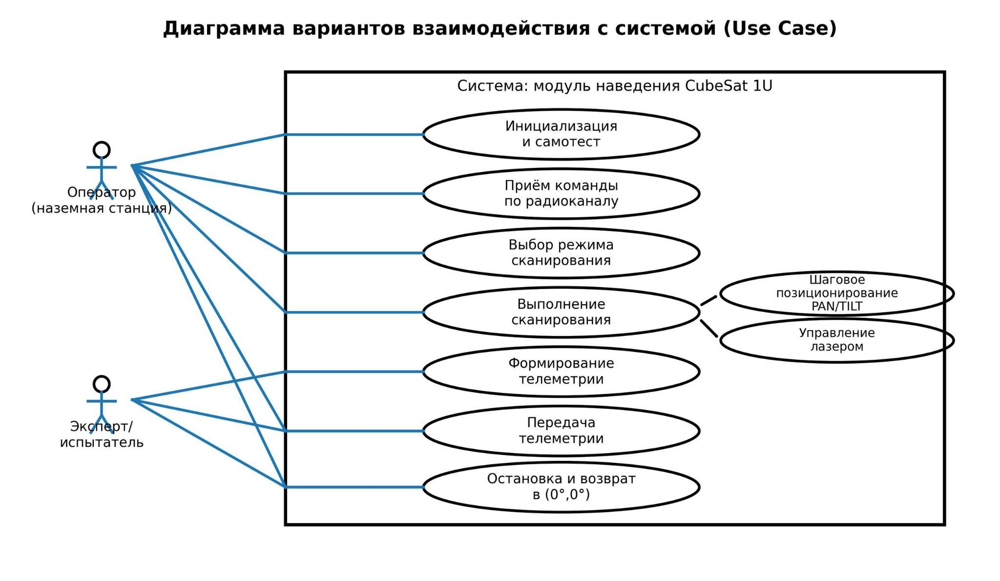 Диаграмма вариантов взаимодействия с системой (Use Case)
Система: модуль наведения CubeSat 1U
Инициализация
и самотест
Оператор
(наземная станция)
Приём команды
по радиоканалу
Выбор режима
сканирования
Выполнение
сканирования
Шаговое
позиционирование
PAN/TILT
Управление
лазером
Формирование
телеметрии
Эксперт/
испытатель
Передача
телеметрии
Остановка и возврат
в (0°,0°)